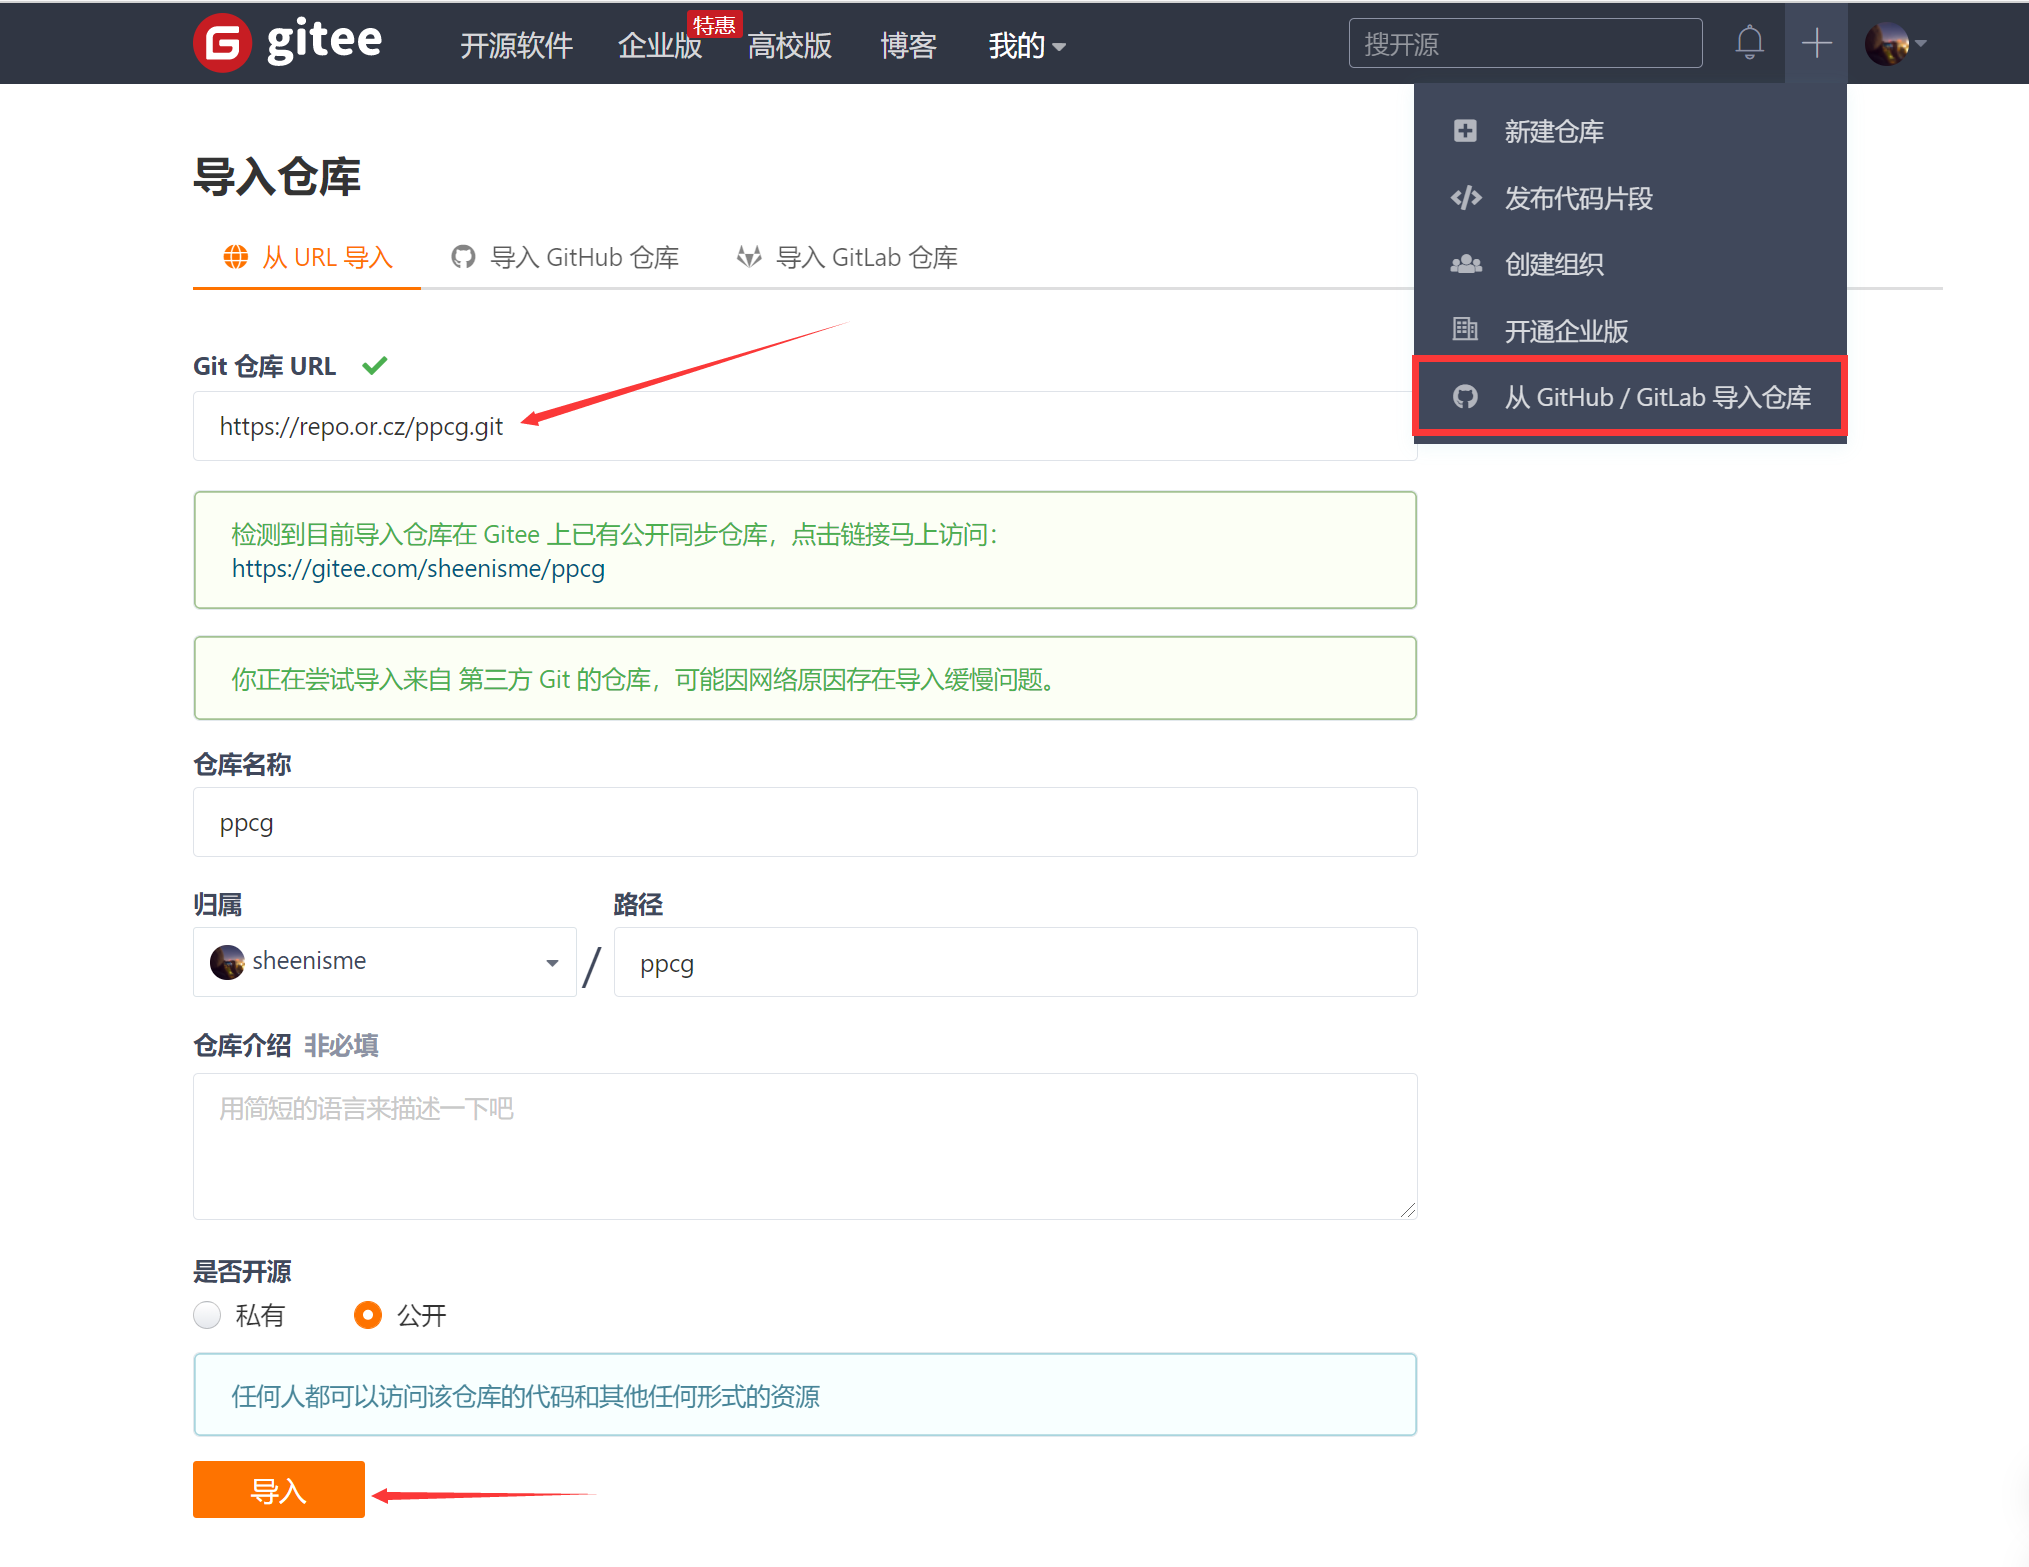 gitee
开源软件
企业版
特惠
高校版
博客
我的
搜开源
新建仓库
发布代码片段
创建组织
开通企业版
从 GitHub / GitLab 导入仓库
导入仓库
从 URL 导入
导入 GitHub 仓库
导入 GitLab 仓库
Git 仓库 URL
https://repo.or.cz/ppcg.git
检测到目前导入仓库在 Gitee 上已有公开同步仓库，点击链接马上访问：
https://gitee.com/sheenisme/ppcg
你正在尝试导入来自 第三方 Git 的仓库，可能因网络原因存在导入缓慢问题。
仓库名称
ppcg
归属
路径
sheenisme
/
ppcg
仓库介绍 非必填
用简短的语言来描述一下吧
是否开源
私有
公开
任何人都可以访问该仓库的代码和其他任何形式的资源
导入